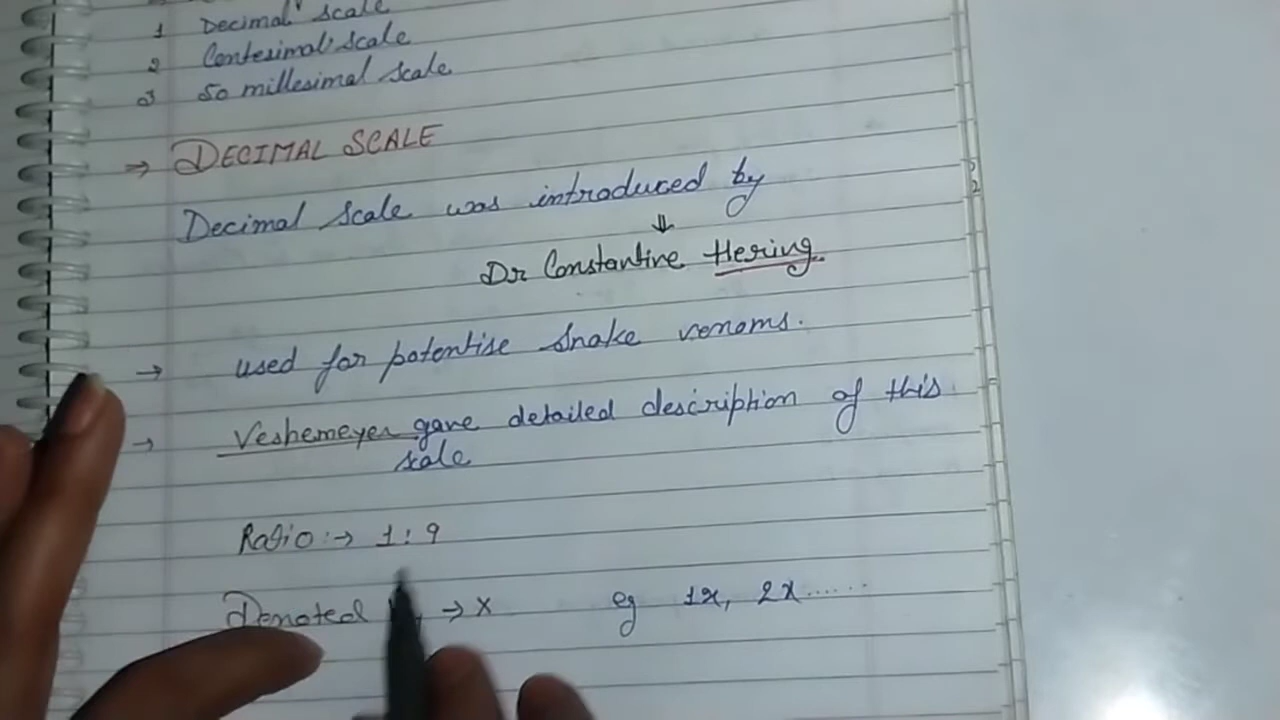 1 Decimal scale
2 Centesimal scale
3 50 millesimal scale
⇒ DECIMAL SCALE
Decimal scale was introduced by
⇓
Dr Constantine Hering.
→ used for potentise snake venoms.
→ Veshemeyer gave detailed description of this
scale
Ratio :→ 1 : 9
Denoted → x eg 1x, 2x......